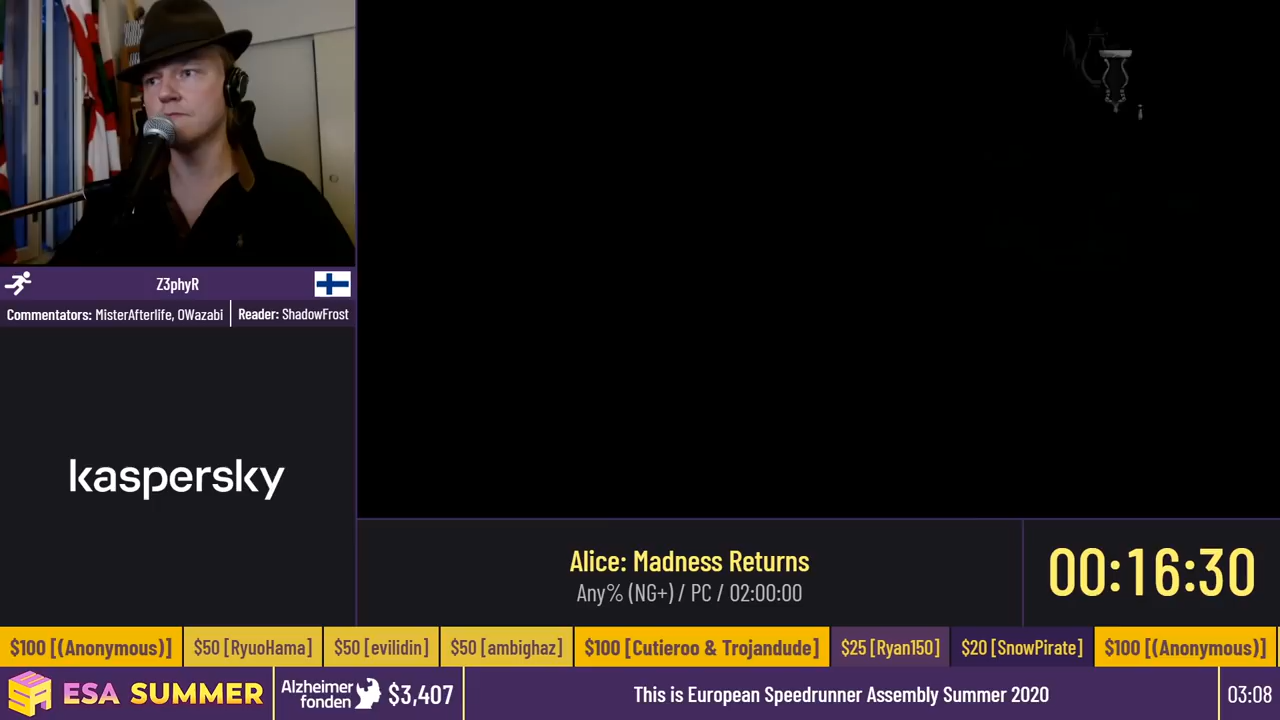 Z3phyR
Commentators: MisterAfterlife, OWazabi
Reader: ShadowFrost
kaspersky
Alice: Madness Returns
Any% (NG+) / PC / 02:00:00
00:16:30
$100 [(Anonymous)]
$50 [RyuoHama]
$50 [evilidin]
$50 [ambighaz]
$100 [Cutieroo & Trojandude]
$25 [Ryan150]
$20 [SnowPirate]
$100 [(Anonymous)]
ESA SUMMER
Alzheimer
fonden
$3,407
This is European Speedrunner Assembly Summer 2020
03:08